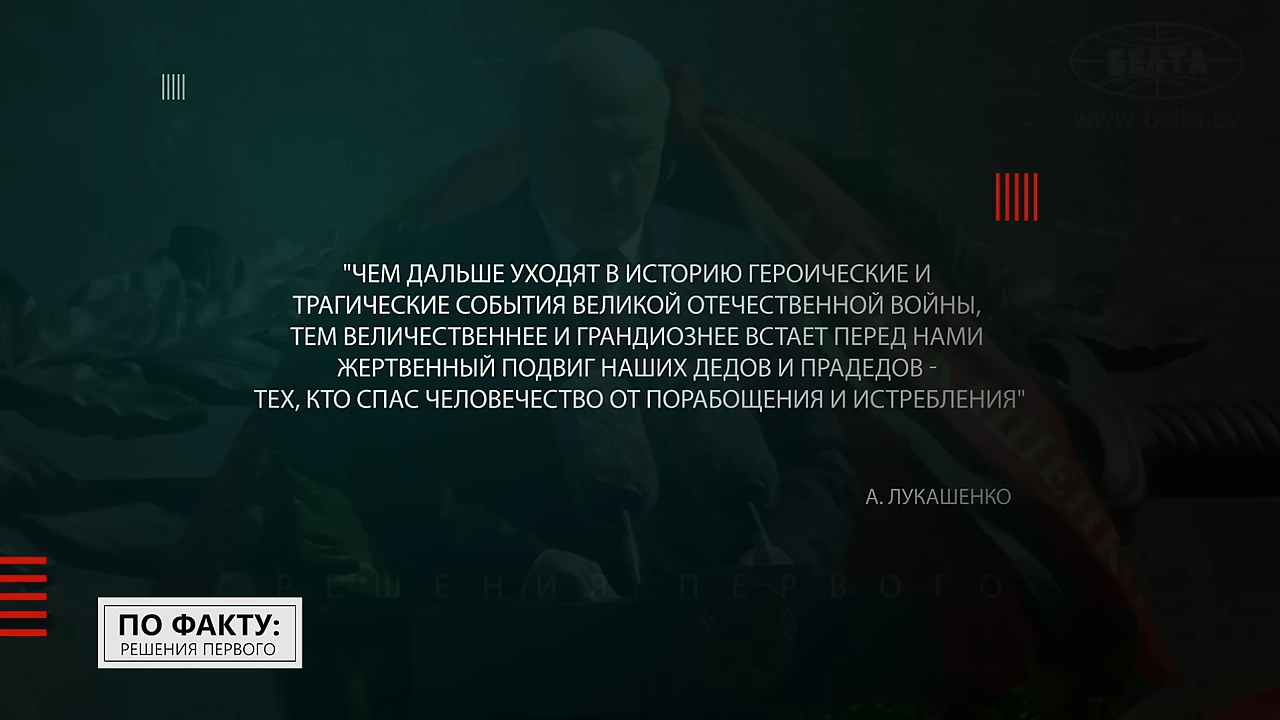 БЕЛТА
www.belta.by
"ЧЕМ ДАЛЬШЕ УХОДЯТ В ИСТОРИЮ ГЕРОИЧЕСКИЕ И
ТРАГИЧЕСКИЕ СОБЫТИЯ ВЕЛИКОЙ ОТЕЧЕСТВЕННОЙ ВОЙНЫ,
ТЕМ ВЕЛИЧЕСТВЕННЕЕ И ГРАНДИОЗНЕЕ ВСТАЕТ ПЕРЕД НАМИ
ЖЕРТВЕННЫЙ ПОДВИГ НАШИХ ДЕДОВ И ПРАДЕДОВ -
ТЕХ, КТО СПАС ЧЕЛОВЕЧЕСТВО ОТ ПОРАБОЩЕНИЯ И ИСТРЕБЛЕНИЯ"
А. ЛУКАШЕНКО
РЕШЕНИЯ ПЕРВОГО
ПО ФАКТУ:
РЕШЕНИЯ ПЕРВОГО